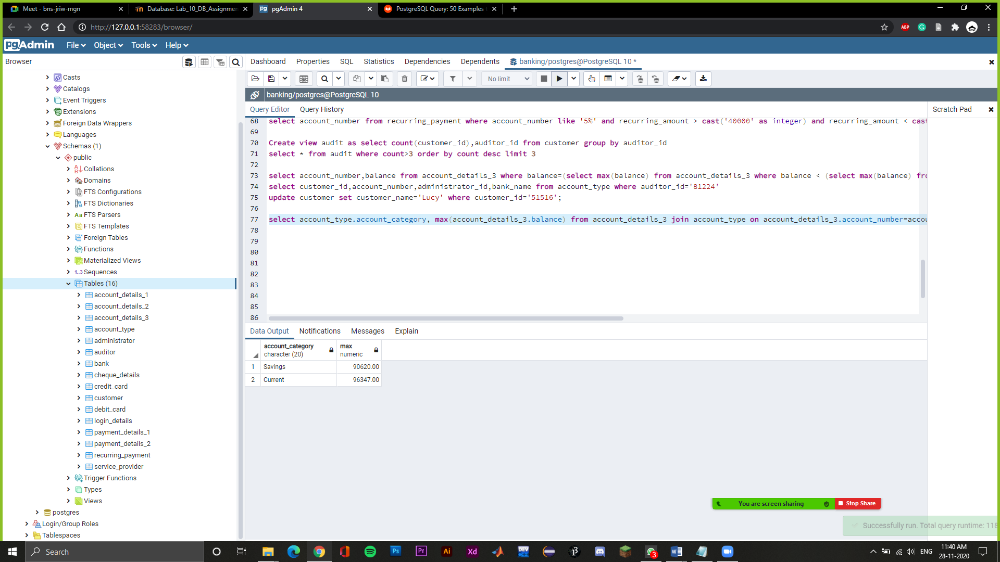 Meet - bns-jriw-mgn
Database: Lab_10_DB_Assignmen
pgAdmin 4
PostgreSQL Query: 50 Examples
http://127.0.0.1:58283/browser/
ABP
pgAdmin
File
Object
Tools
Help
Browser
Dashboard
Properties
SQL
Statistics
Dependencies
Dependents
banking/postgres@PostgreSQL 10 *
No limit
banking/postgres@PostgreSQL 10
Query Editor
Query History
Scratch Pad
Casts
Catalogs
Event Triggers
Extensions
Foreign Data Wrappers
Languages
Schemas (1)
public
Collations
Domains
FTS Configurations
FTS Dictionaries
Aa FTS Parsers
FTS Templates
Foreign Tables
Functions
Materialized Views
1..3 Sequences
Tables (16)
account_details_1
account_details_2
account_details_3
account_type
administrator
auditor
bank
cheque_details
credit_card
customer
debit_card
login_details
payment_details_1
payment_details_2
recurring_payment
service_provider
Trigger Functions
Types
Views
postgres
Login/Group Roles
Tablespaces
68 select account_number from recurring_payment where account_number like '5%' and recurring_amount > cast('40000' as integer) and recurring_amount < cast
69
70 Create view audit as select count(customer_id),auditor_id from customer group by auditor_id
71 select * from audit where count>3 order by count desc limit 3
72
73 select account_number,balance from account_details_3 where balance=(select max(balance) from account_details_3 where balance < (select max(balance) fro
74 select customer_id,account_number,administrator_id,bank_name from account_type where auditor_id='81224'
75 update customer set customer_name='Lucy' where customer_id='51516';
76
77 select account_type.account_category, max(account_details_3.balance) from account_details_3 join account_type on account_details_3.account_number=accou
78
79
80
81
82
83
84
85
86
Data Output
Notifications
Messages
Explain
account_category
character (20)
max
numeric
1 Savings 90620.00
2 Current 96347.00
You are screen sharing
Stop Share
Successfully run. Total query runtime: 118
Search
Ps
Pr
Ai
Xd
DEV
3
ENG
11:40 AM
28-11-2020